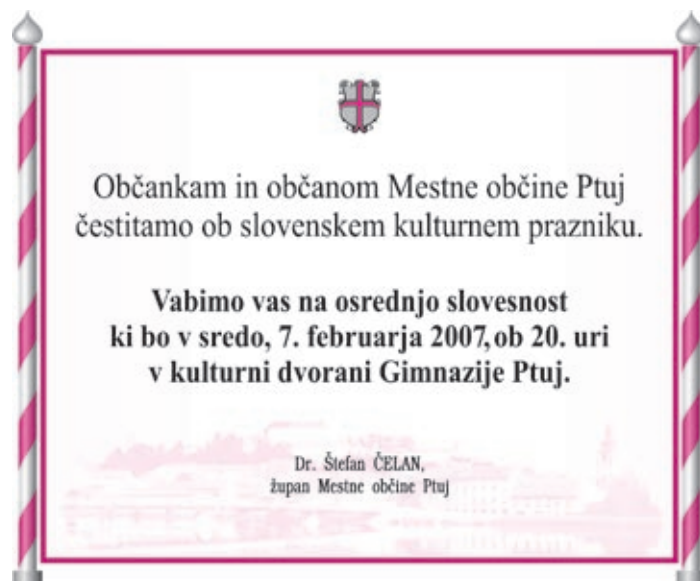 Občankam in občanom Mestne občine Ptuj
čestitamo ob slovenskem kulturnem prazniku.
Vabimo vas na osrednjo slovesnost
ki bo v sredo, 7. februarja 2007, ob 20. uri
v kulturni dvorani Gimnazije Ptuj.
Dr. Štefan ČELAN,
župan Mestne občine Ptuj